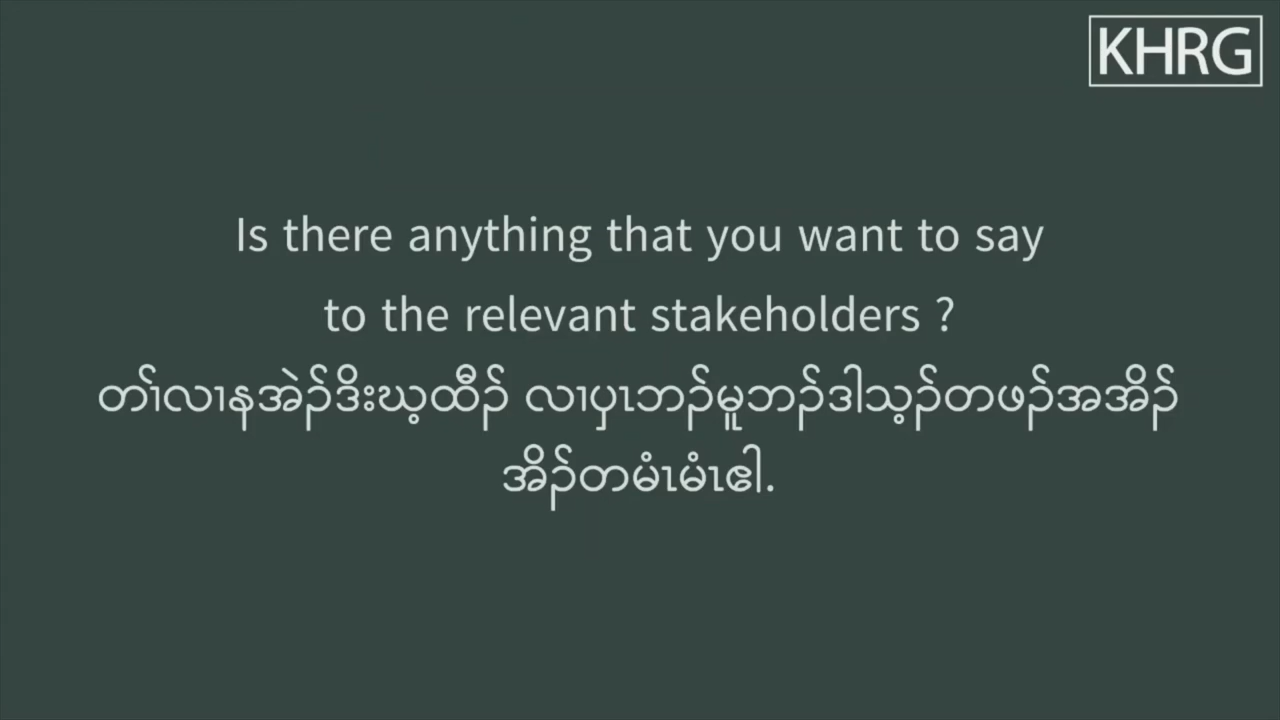 KHRG
Is there anything that you want to say
to the relevant stakeholders ?
တၢ်လၢနအဲၣ်ဒိးဃ့ထီၣ် လၢပှၤဘၣ်မူဘၣ်ဒါသ့ၣ်တဖၣ်အအိၣ်
အိၣ်တမံၤမံၤဧါ.